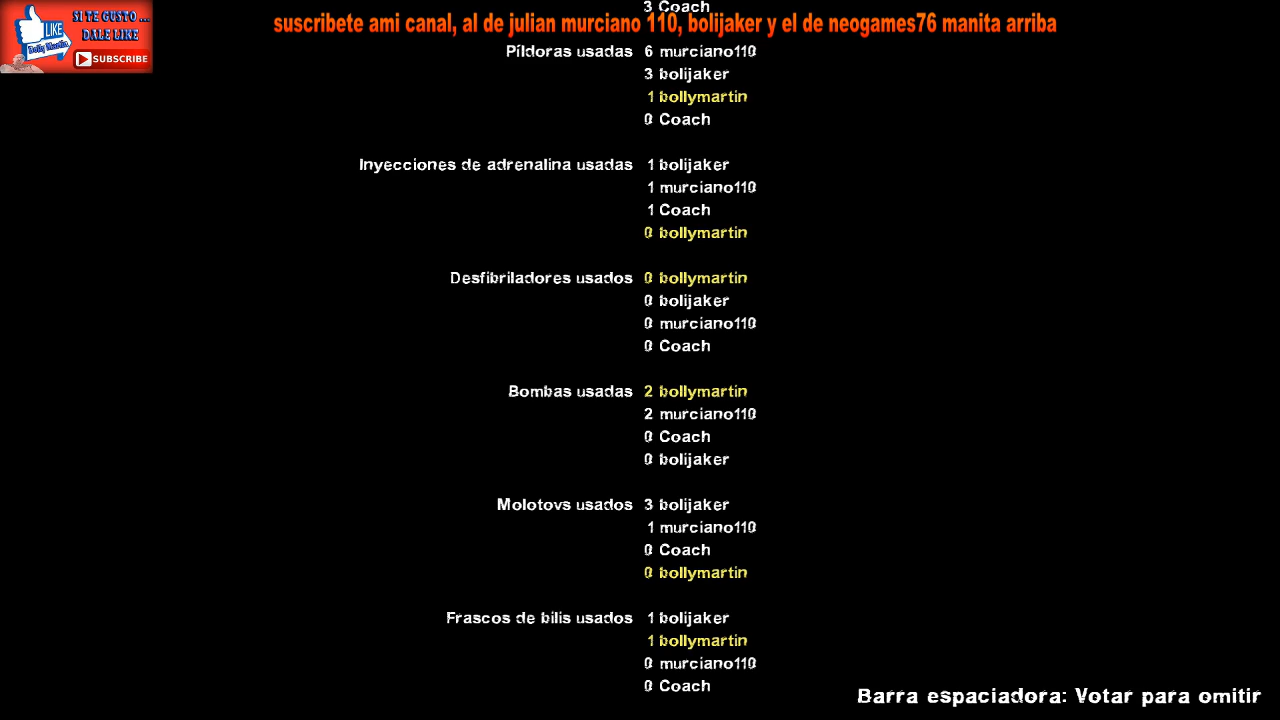 SI TE GUSTO ...
DALE LIKE
LIKE
Bolly Martin
SUBSCRIBE
3 Coach
suscribete ami canal, al de julian murciano 110, bolijaker y el de neogames76 manita arriba
Píldoras usadas 6 murciano110
3 bolijaker
1 bollymartin
0 Coach
Inyecciones de adrenalina usadas 1 bolijaker
1 murciano110
1 Coach
0 bollymartin
Desfibriladores usados 0 bollymartin
0 bolijaker
0 murciano110
0 Coach
Bombas usadas 2 bollymartin
2 murciano110
0 Coach
0 bolijaker
Molotovs usados 3 bolijaker
1 murciano110
0 Coach
0 bollymartin
Frascos de bilis usados 1 bolijaker
1 bollymartin
0 murciano110
0 Coach
Barra espaciadora: Votar para omitir